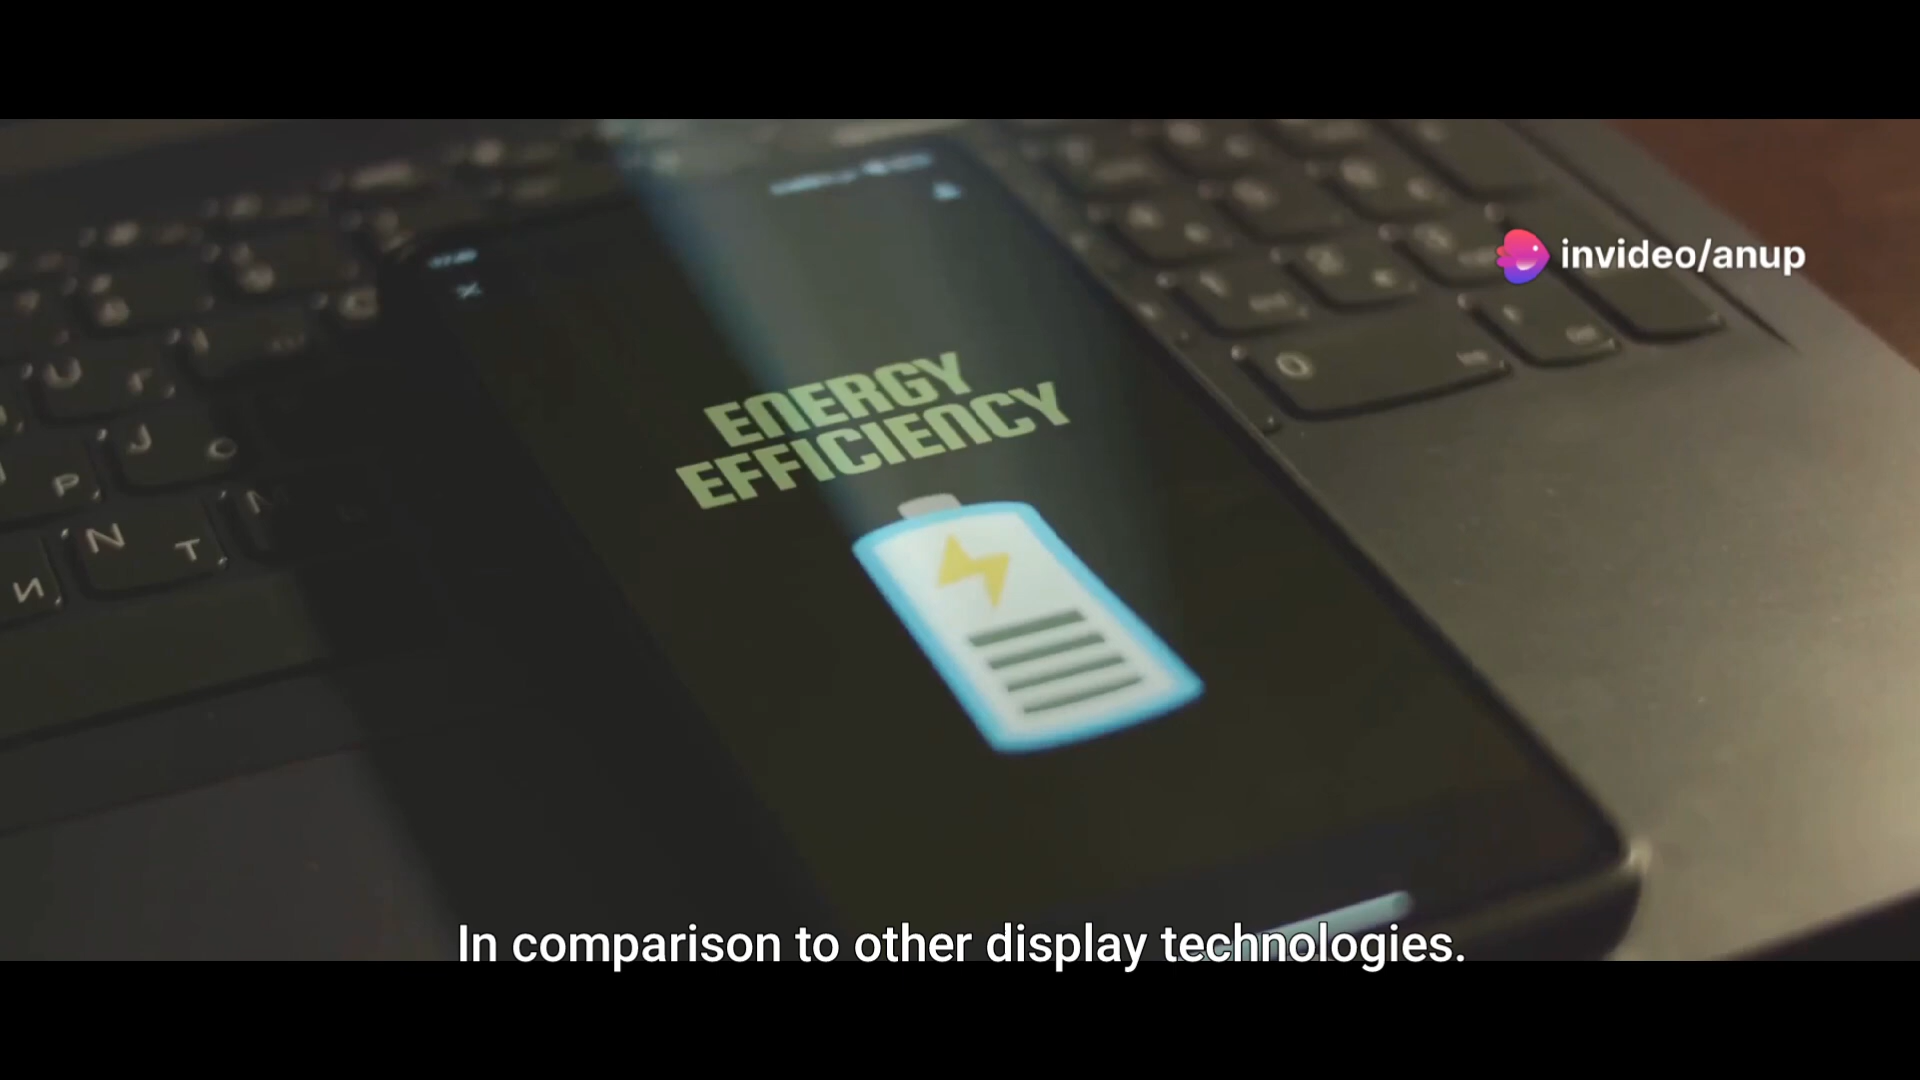 invideo/anup
ENERGY
EFFICIENCY
In comparison to other display technologies.